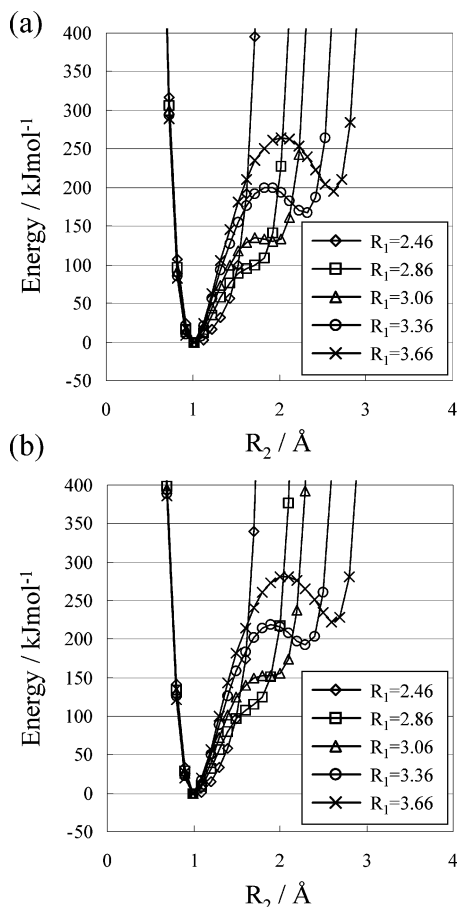 (a)
Energy / kJmol⁻¹
400
350
300
250
200
150
100
50
0
-50
R₁=2.46
R₁=2.86
R₁=3.06
R₁=3.36
R₁=3.66
0
1
2
3
4
R₂ / Å
(b)
Energy / kJmol⁻¹
400
350
300
250
200
150
100
50
0
-50
R₁=2.46
R₁=2.86
R₁=3.06
R₁=3.36
R₁=3.66
0
1
2
3
4
R₂ / Å